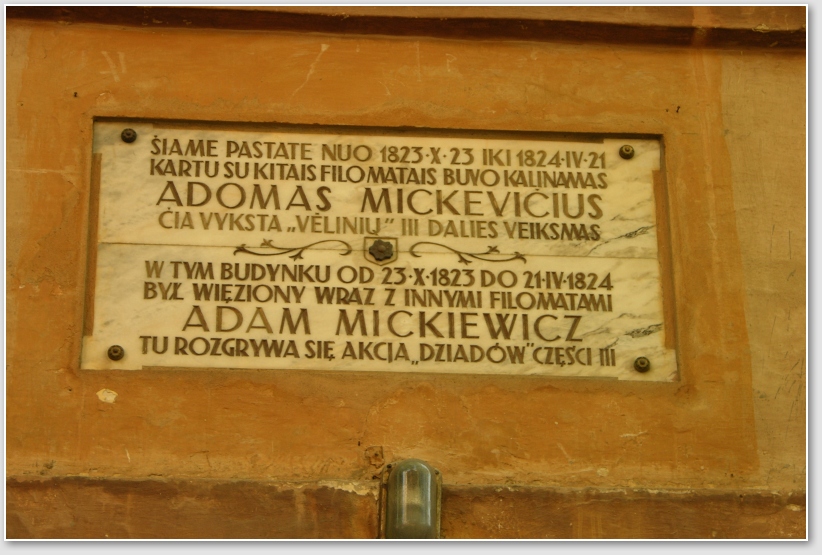 ŠIAME PASTATE NUO 1823·X·23 IKI 1824·IV·21
KARTU SU KITAIS FILOMATAIS BUVO KALINAMAS
ADOMAS MICKEVIČIUS
ČIA VYKSTA „VĖLINIŲ" III DALIES VEIKSMAS
W TYM BUDYNKU OD 23·X·1823 DO 21·IV·1824
BYŁ WIĘZIONY WRAZ Z INNYMI FILOMATAMI
ADAM MICKIEWICZ
TU ROZGRYWA SIĘ AKCJA „DZIADÓW" CZĘŚCI III